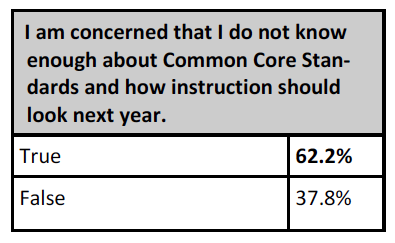 I am concerned that I do not know
enough about Common Core Stan-
dards and how instruction should
look next year.
True 62.2%
False 37.8%